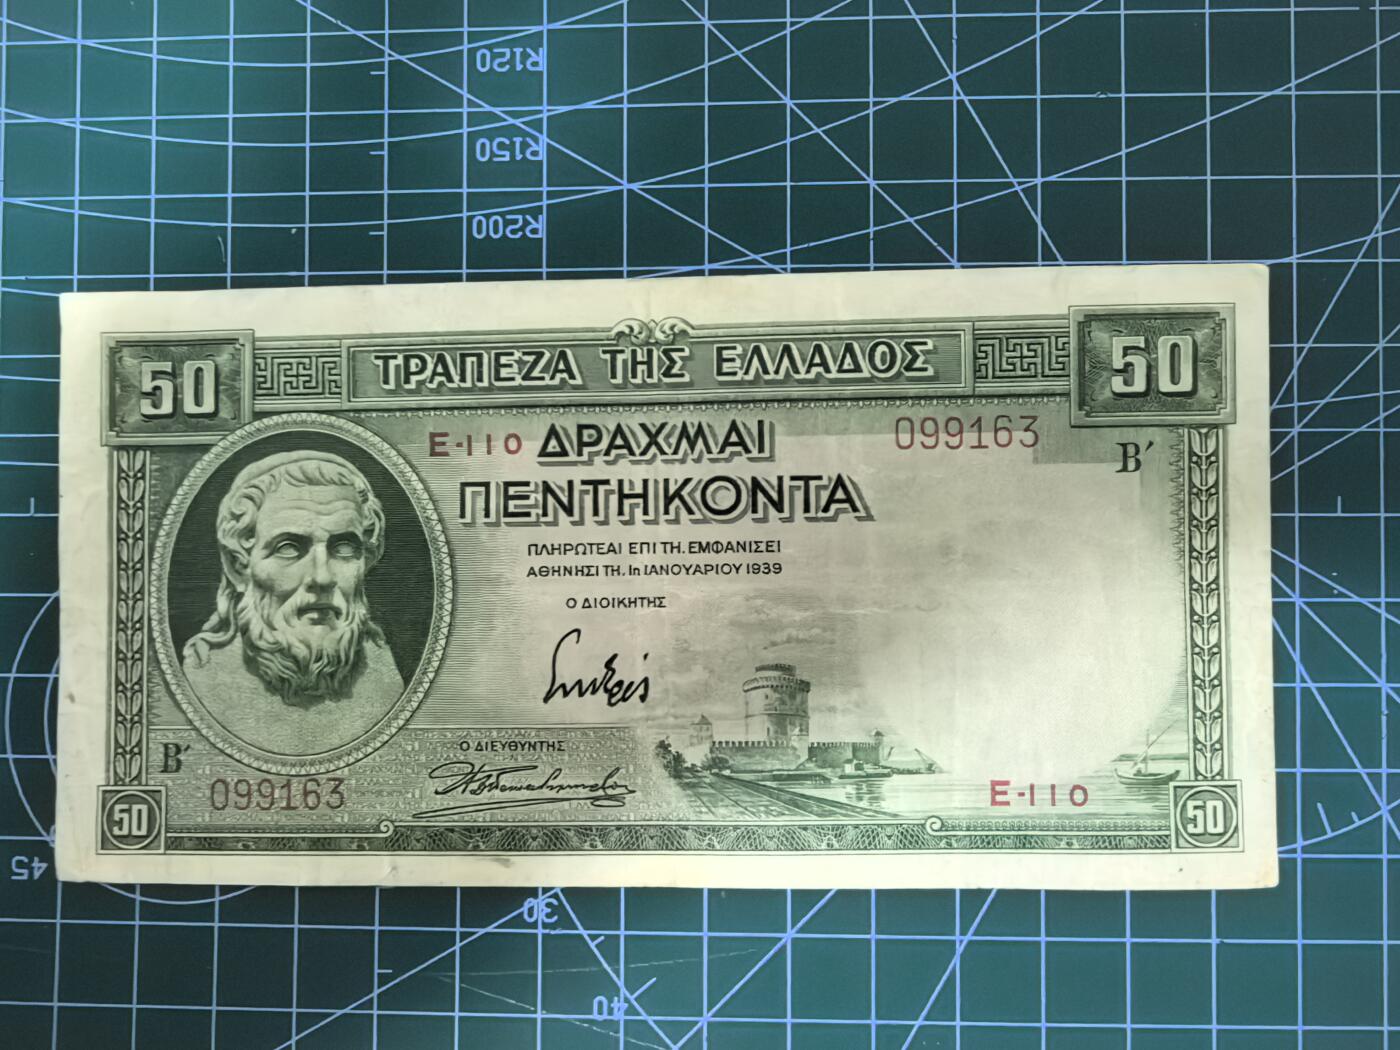 R120
R150
R200
50 ΤΡΑΠΕΖΑ ΤΗΣ ΕΛΛΑΔΟΣ 50
E-110 ΔΡΑΧΜΑΙ 099163
Β΄
ΠΕΝΤΗΚΟΝΤΑ
ΠΛΗΡΩΤΕΑΙ ΕΠΙ ΤΗ. ΕΜΦΑΝΙΣΕΙ
ΑΘΗΝΗΣΙ ΤΗ. 1η ΙΑΝΟΥΑΡΙΟΥ 1939
Ο ΔΙΟΙΚΗΤΗΣ
Ο ΔΙΕΥΘΥΝΤΗΣ
Β΄
099163 E-110
50 50
45
30
40